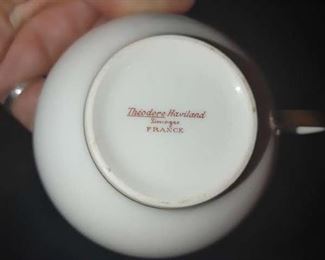 Théodore Haviland
Limoges
FRANCE